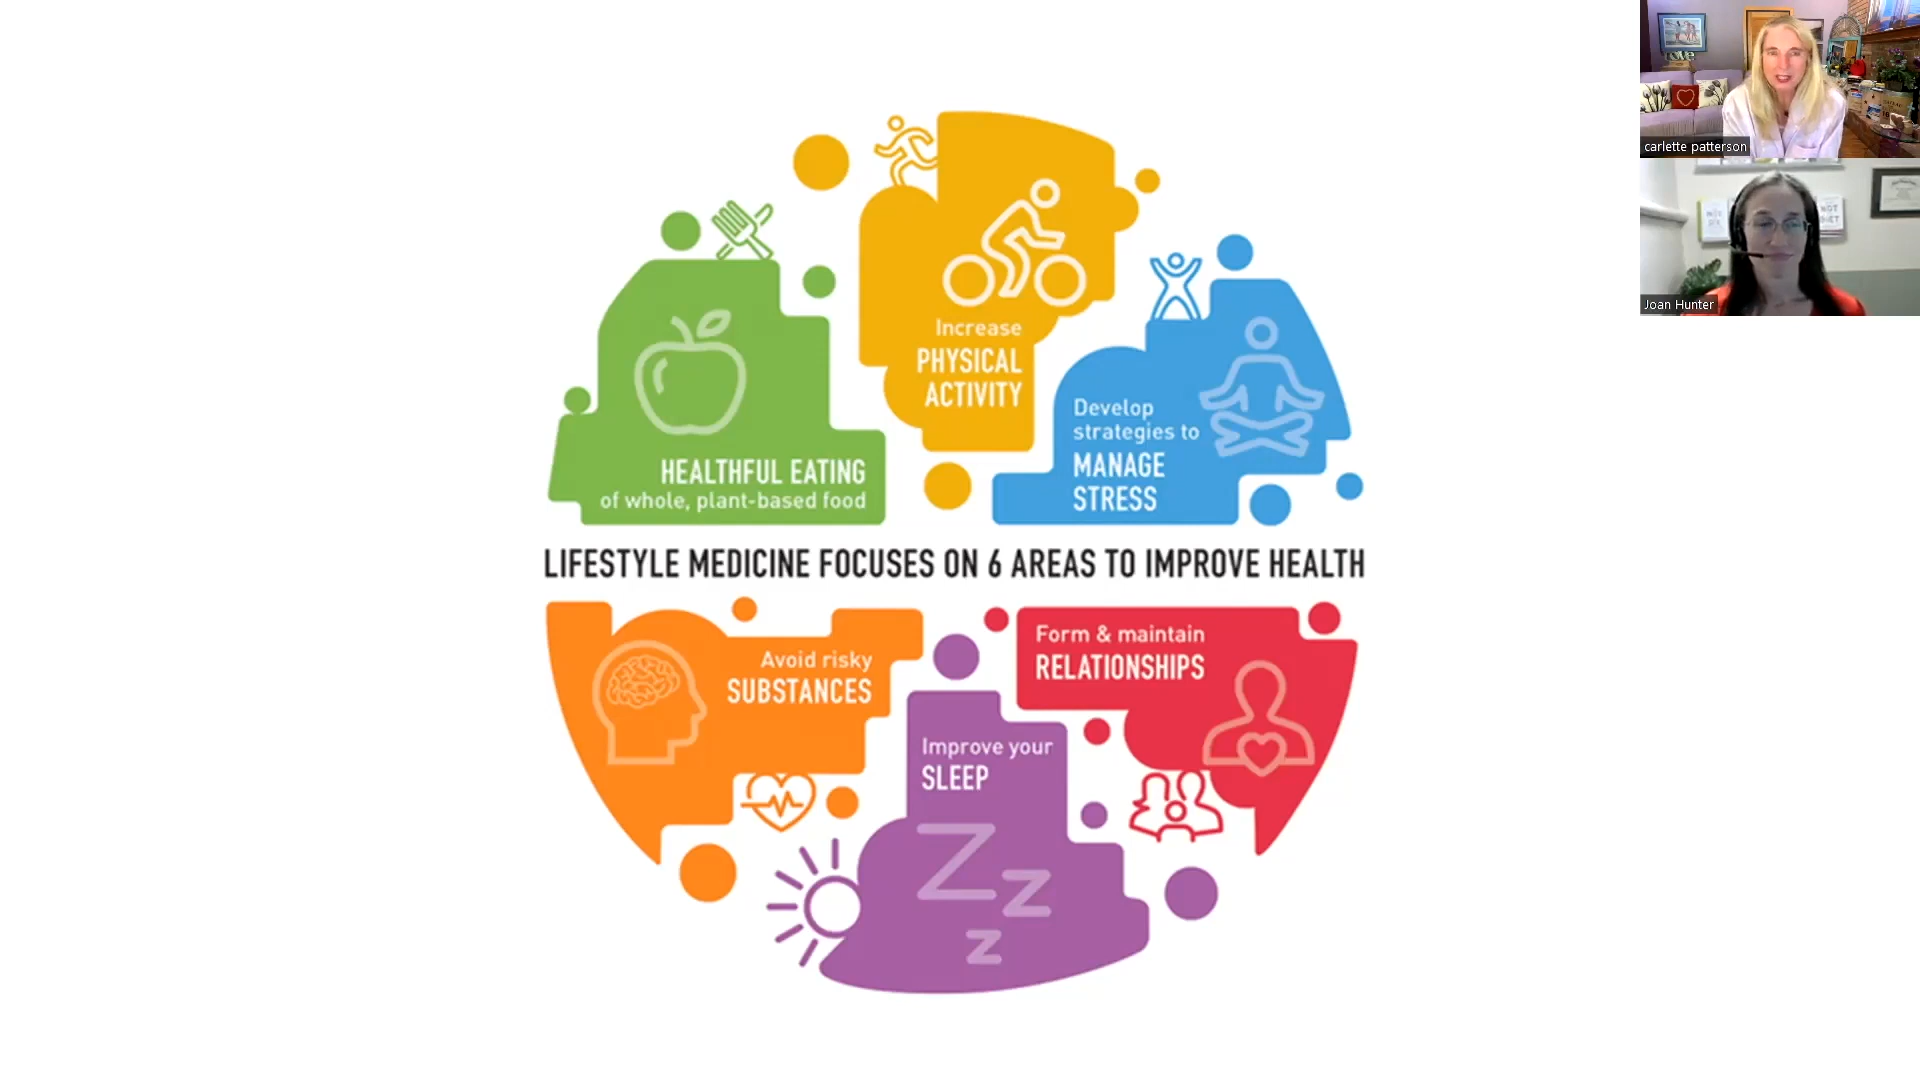 Increase
PHYSICAL
ACTIVITY
HEALTHFUL EATING
of whole, plant-based food
Develop
strategies to
MANAGE
STRESS
LIFESTYLE MEDICINE FOCUSES ON 6 AREAS TO IMPROVE HEALTH
Avoid risky
SUBSTANCES
Improve your
SLEEP
Zzz
Form & maintain
RELATIONSHIPS
carlette patterson
Joan Hunter